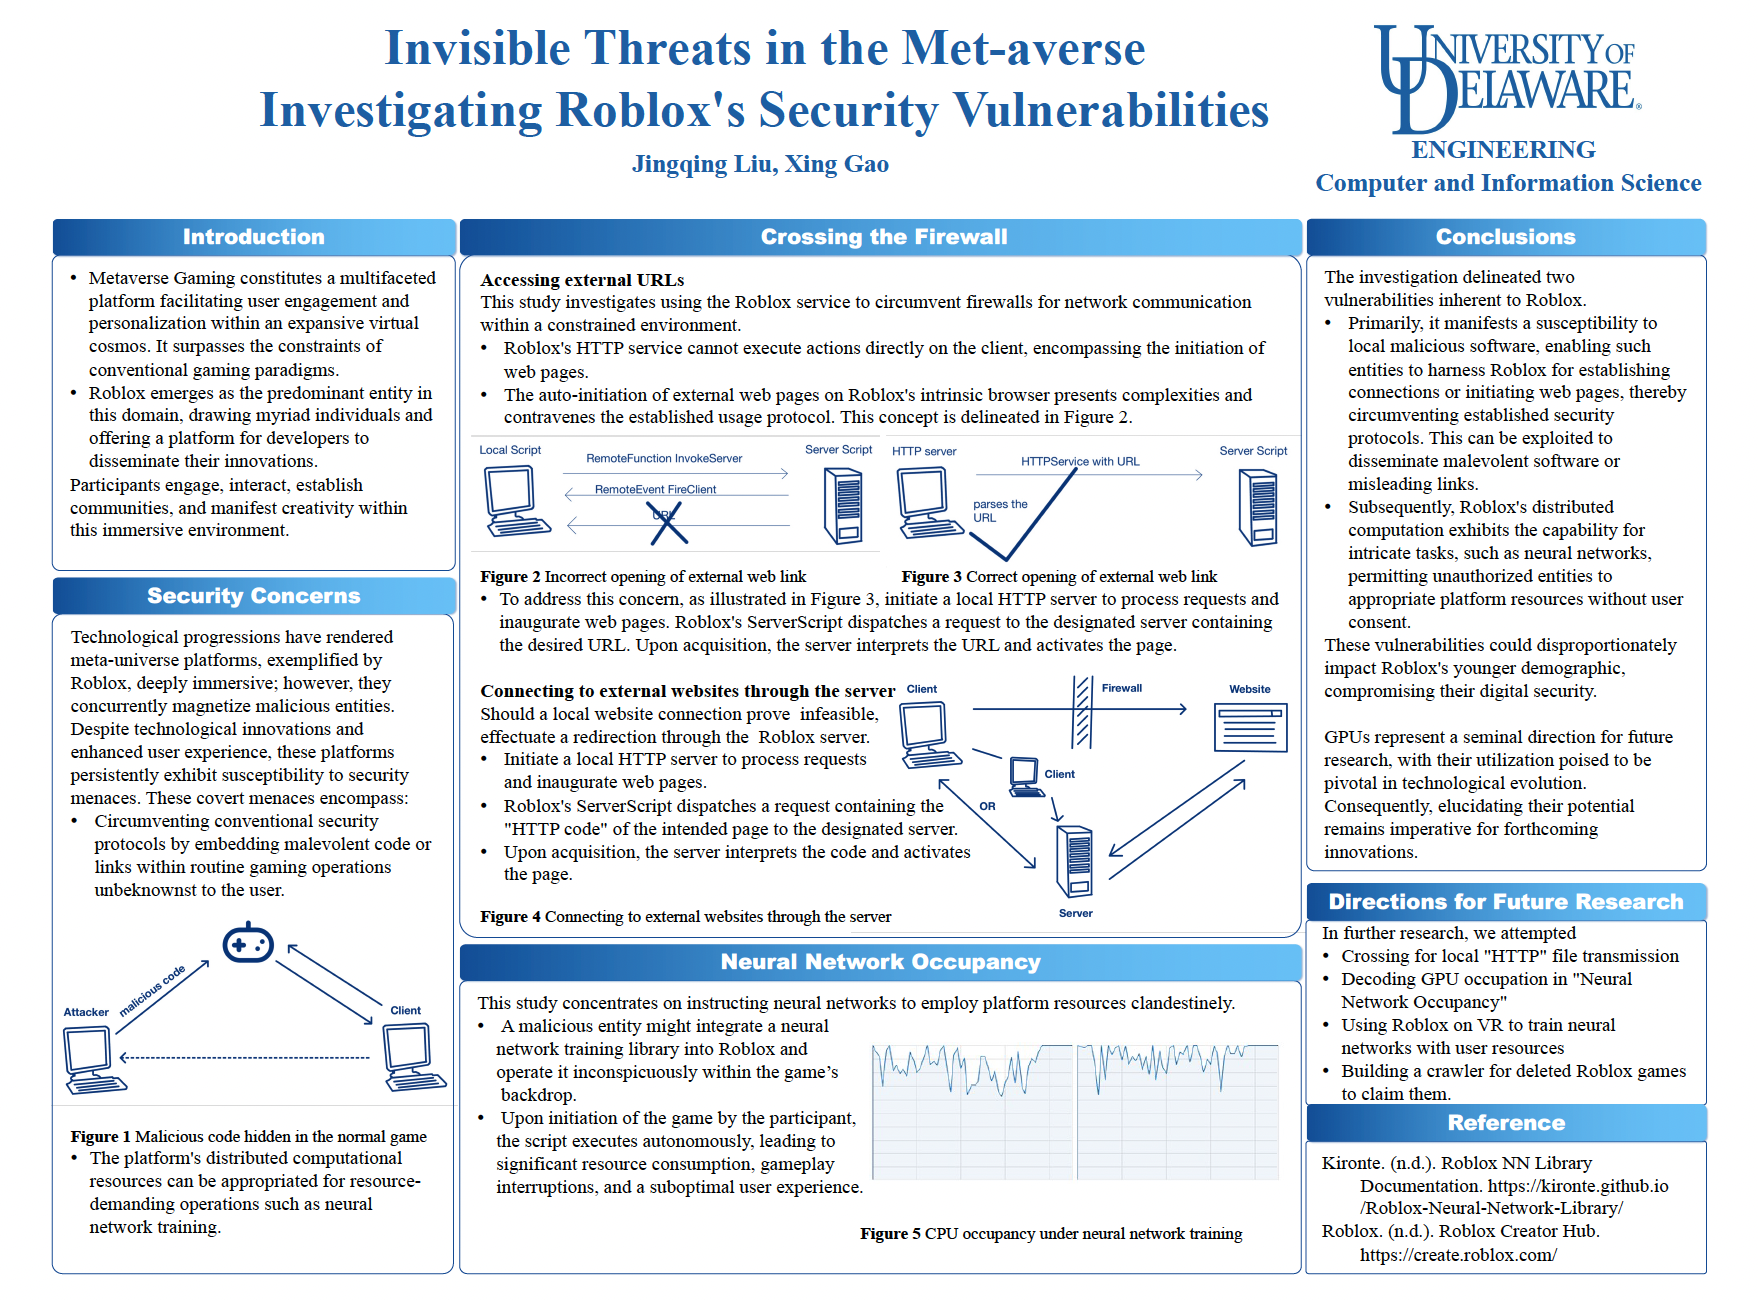 Invisible Threats in the Met-averse
Investigating Roblox's Security Vulnerabilities
Jingqing Liu, Xing Gao
UNIVERSITY OF
DELAWARE®
ENGINEERING
Computer and Information Science
Introduction
• Metaverse Gaming constitutes a multifaceted
platform facilitating user engagement and
personalization within an expansive virtual
cosmos. It surpasses the constraints of
conventional gaming paradigms.
• Roblox emerges as the predominant entity in
this domain, drawing myriad individuals and
offering a platform for developers to
disseminate their innovations.
Participants engage, interact, establish
communities, and manifest creativity within
this immersive environment.
Security Concerns
Technological progressions have rendered
meta-universe platforms, exemplified by
Roblox, deeply immersive; however, they
concurrently magnetize malicious entities.
Despite technological innovations and
enhanced user experience, these platforms
persistently exhibit susceptibility to security
menaces. These covert menaces encompass:
• Circumventing conventional security
protocols by embedding malevolent code or
links within routine gaming operations
unbeknownst to the user.
malicious code
Attacker
Client
Figure 1 Malicious code hidden in the normal game
• The platform's distributed computational
resources can be appropriated for resource-
demanding operations such as neural
network training.
Crossing the Firewall
Accessing external URLs
This study investigates using the Roblox service to circumvent firewalls for network communication
within a constrained environment.
• Roblox's HTTP service cannot execute actions directly on the client, encompassing the initiation of
web pages.
• The auto-initiation of external web pages on Roblox's intrinsic browser presents complexities and
contravenes the established usage protocol. This concept is delineated in Figure 2.
Local Script
RemoteFunction InvokeServer
Server Script
RemoteEvent FireClient
URL
HTTP server
HTTPService with URL
Server Script
parses the
URL
Figure 2 Incorrect opening of external web link
Figure 3 Correct opening of external web link
• To address this concern, as illustrated in Figure 3, initiate a local HTTP server to process requests and
inaugurate web pages. Roblox's ServerScript dispatches a request to the designated server containing
the desired URL. Upon acquisition, the server interprets the URL and activates the page.
Connecting to external websites through the server
Should a local website connection prove infeasible,
effectuate a redirection through the Roblox server.
• Initiate a local HTTP server to process requests
and inaugurate web pages.
• Roblox's ServerScript dispatches a request containing the
"HTTP code" of the intended page to the designated server.
• Upon acquisition, the server interprets the code and activates
the page.
Client
Firewall
Website
Client
OR
Server
Figure 4 Connecting to external websites through the server
Neural Network Occupancy
This study concentrates on instructing neural networks to employ platform resources clandestinely.
• A malicious entity might integrate a neural
network training library into Roblox and
operate it inconspicuously within the game’s
backdrop.
• Upon initiation of the game by the participant,
the script executes autonomously, leading to
significant resource consumption, gameplay
interruptions, and a suboptimal user experience.
Figure 5 CPU occupancy under neural network training
Conclusions
The investigation delineated two
vulnerabilities inherent to Roblox.
• Primarily, it manifests a susceptibility to
local malicious software, enabling such
entities to harness Roblox for establishing
connections or initiating web pages, thereby
circumventing established security
protocols. This can be exploited to
disseminate malevolent software or
misleading links.
• Subsequently, Roblox's distributed
computation exhibits the capability for
intricate tasks, such as neural networks,
permitting unauthorized entities to
appropriate platform resources without user
consent.
These vulnerabilities could disproportionately
impact Roblox's younger demographic,
compromising their digital security.
GPUs represent a seminal direction for future
research, with their utilization poised to be
pivotal in technological evolution.
Consequently, elucidating their potential
remains imperative for forthcoming
innovations.
Directions for Future Research
In further research, we attempted
• Crossing for local "HTTP" file transmission
• Decoding GPU occupation in "Neural
Network Occupancy"
• Using Roblox on VR to train neural
networks with user resources
• Building a crawler for deleted Roblox games
to claim them.
Reference
Kironte. (n.d.). Roblox NN Library
Documentation. https://kironte.github.io
/Roblox-Neural-Network-Library/
Roblox. (n.d.). Roblox Creator Hub.
https://create.roblox.com/